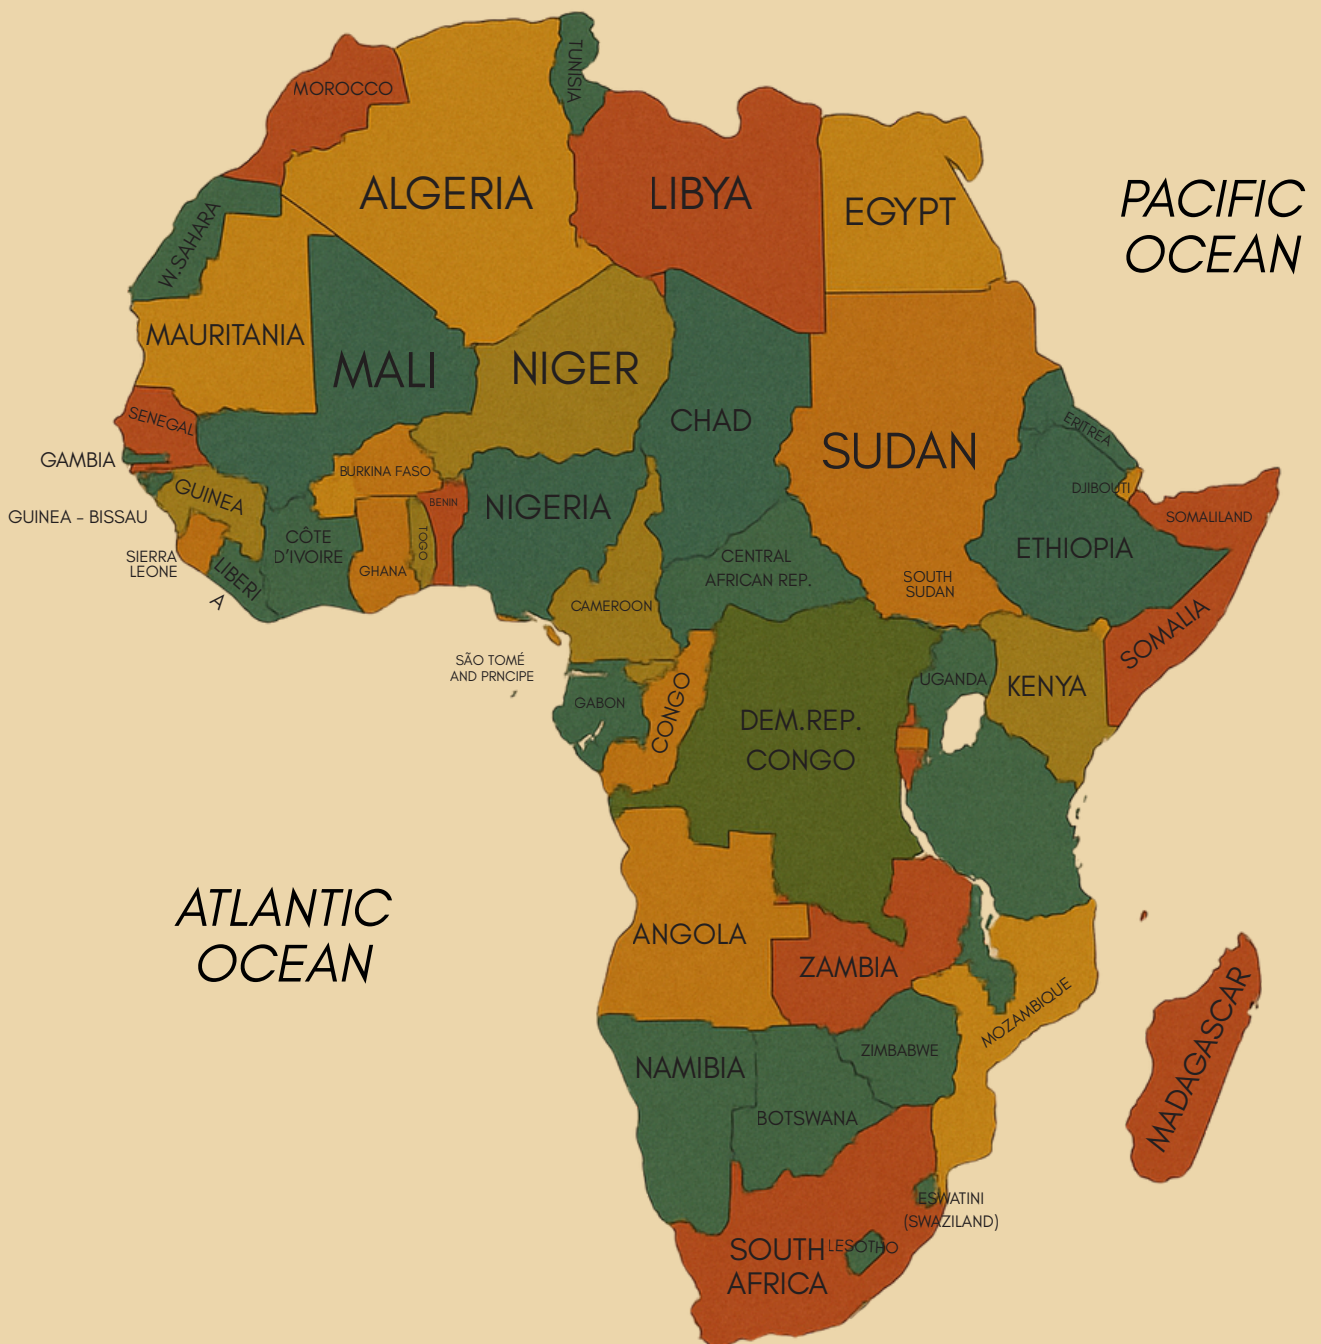 TUNISIA
MOROCCO
ALGERIA
LIBYA
EGYPT
PACIFIC
OCEAN
W.SAHARA
MAURITANIA
MALI
NIGER
CHAD
SUDAN
ERITREA
SENEGAL
GAMBIA
BURKINA FASO
DJIBOUTI
GUINEA
BENIN
NIGERIA
GUINEA - BISSAU
SOMALILAND
CÔTE
D'IVOIRE
TOGO
ETHIOPIA
SIERRA
LEONE
LIBERI
A
GHANA
CENTRAL
AFRICAN REP.
SOUTH
SUDAN
CAMEROON
SOMALIA
SÃO TOMÉ
AND PRNCIPE
UGANDA
KENYA
GABON
CONGO
DEM.REP.
CONGO
ATLANTIC
OCEAN
ANGOLA
ZAMBIA
MOZAMBIQUE
MADAGASCAR
ZIMBABWE
NAMIBIA
BOTSWANA
ESWATINI
(SWAZILAND)
LESOTHO
SOUTH
AFRICA